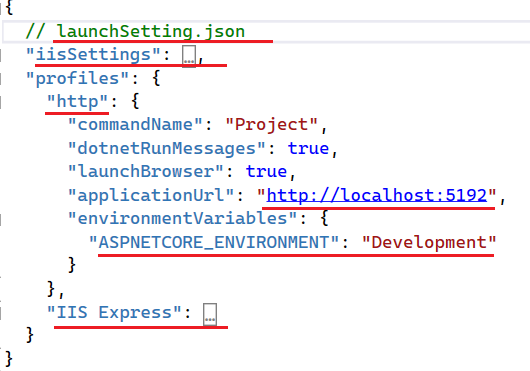 {
// launchSetting.json
"iisSettings": ...,
"profiles": {
"http": {
"commandName": "Project",
"dotnetRunMessages": true,
"launchBrowser": true,
"applicationUrl": "http://localhost:5192",
"environmentVariables": {
"ASPNETCORE_ENVIRONMENT": "Development"
}
},
"IIS Express": ...
}
}